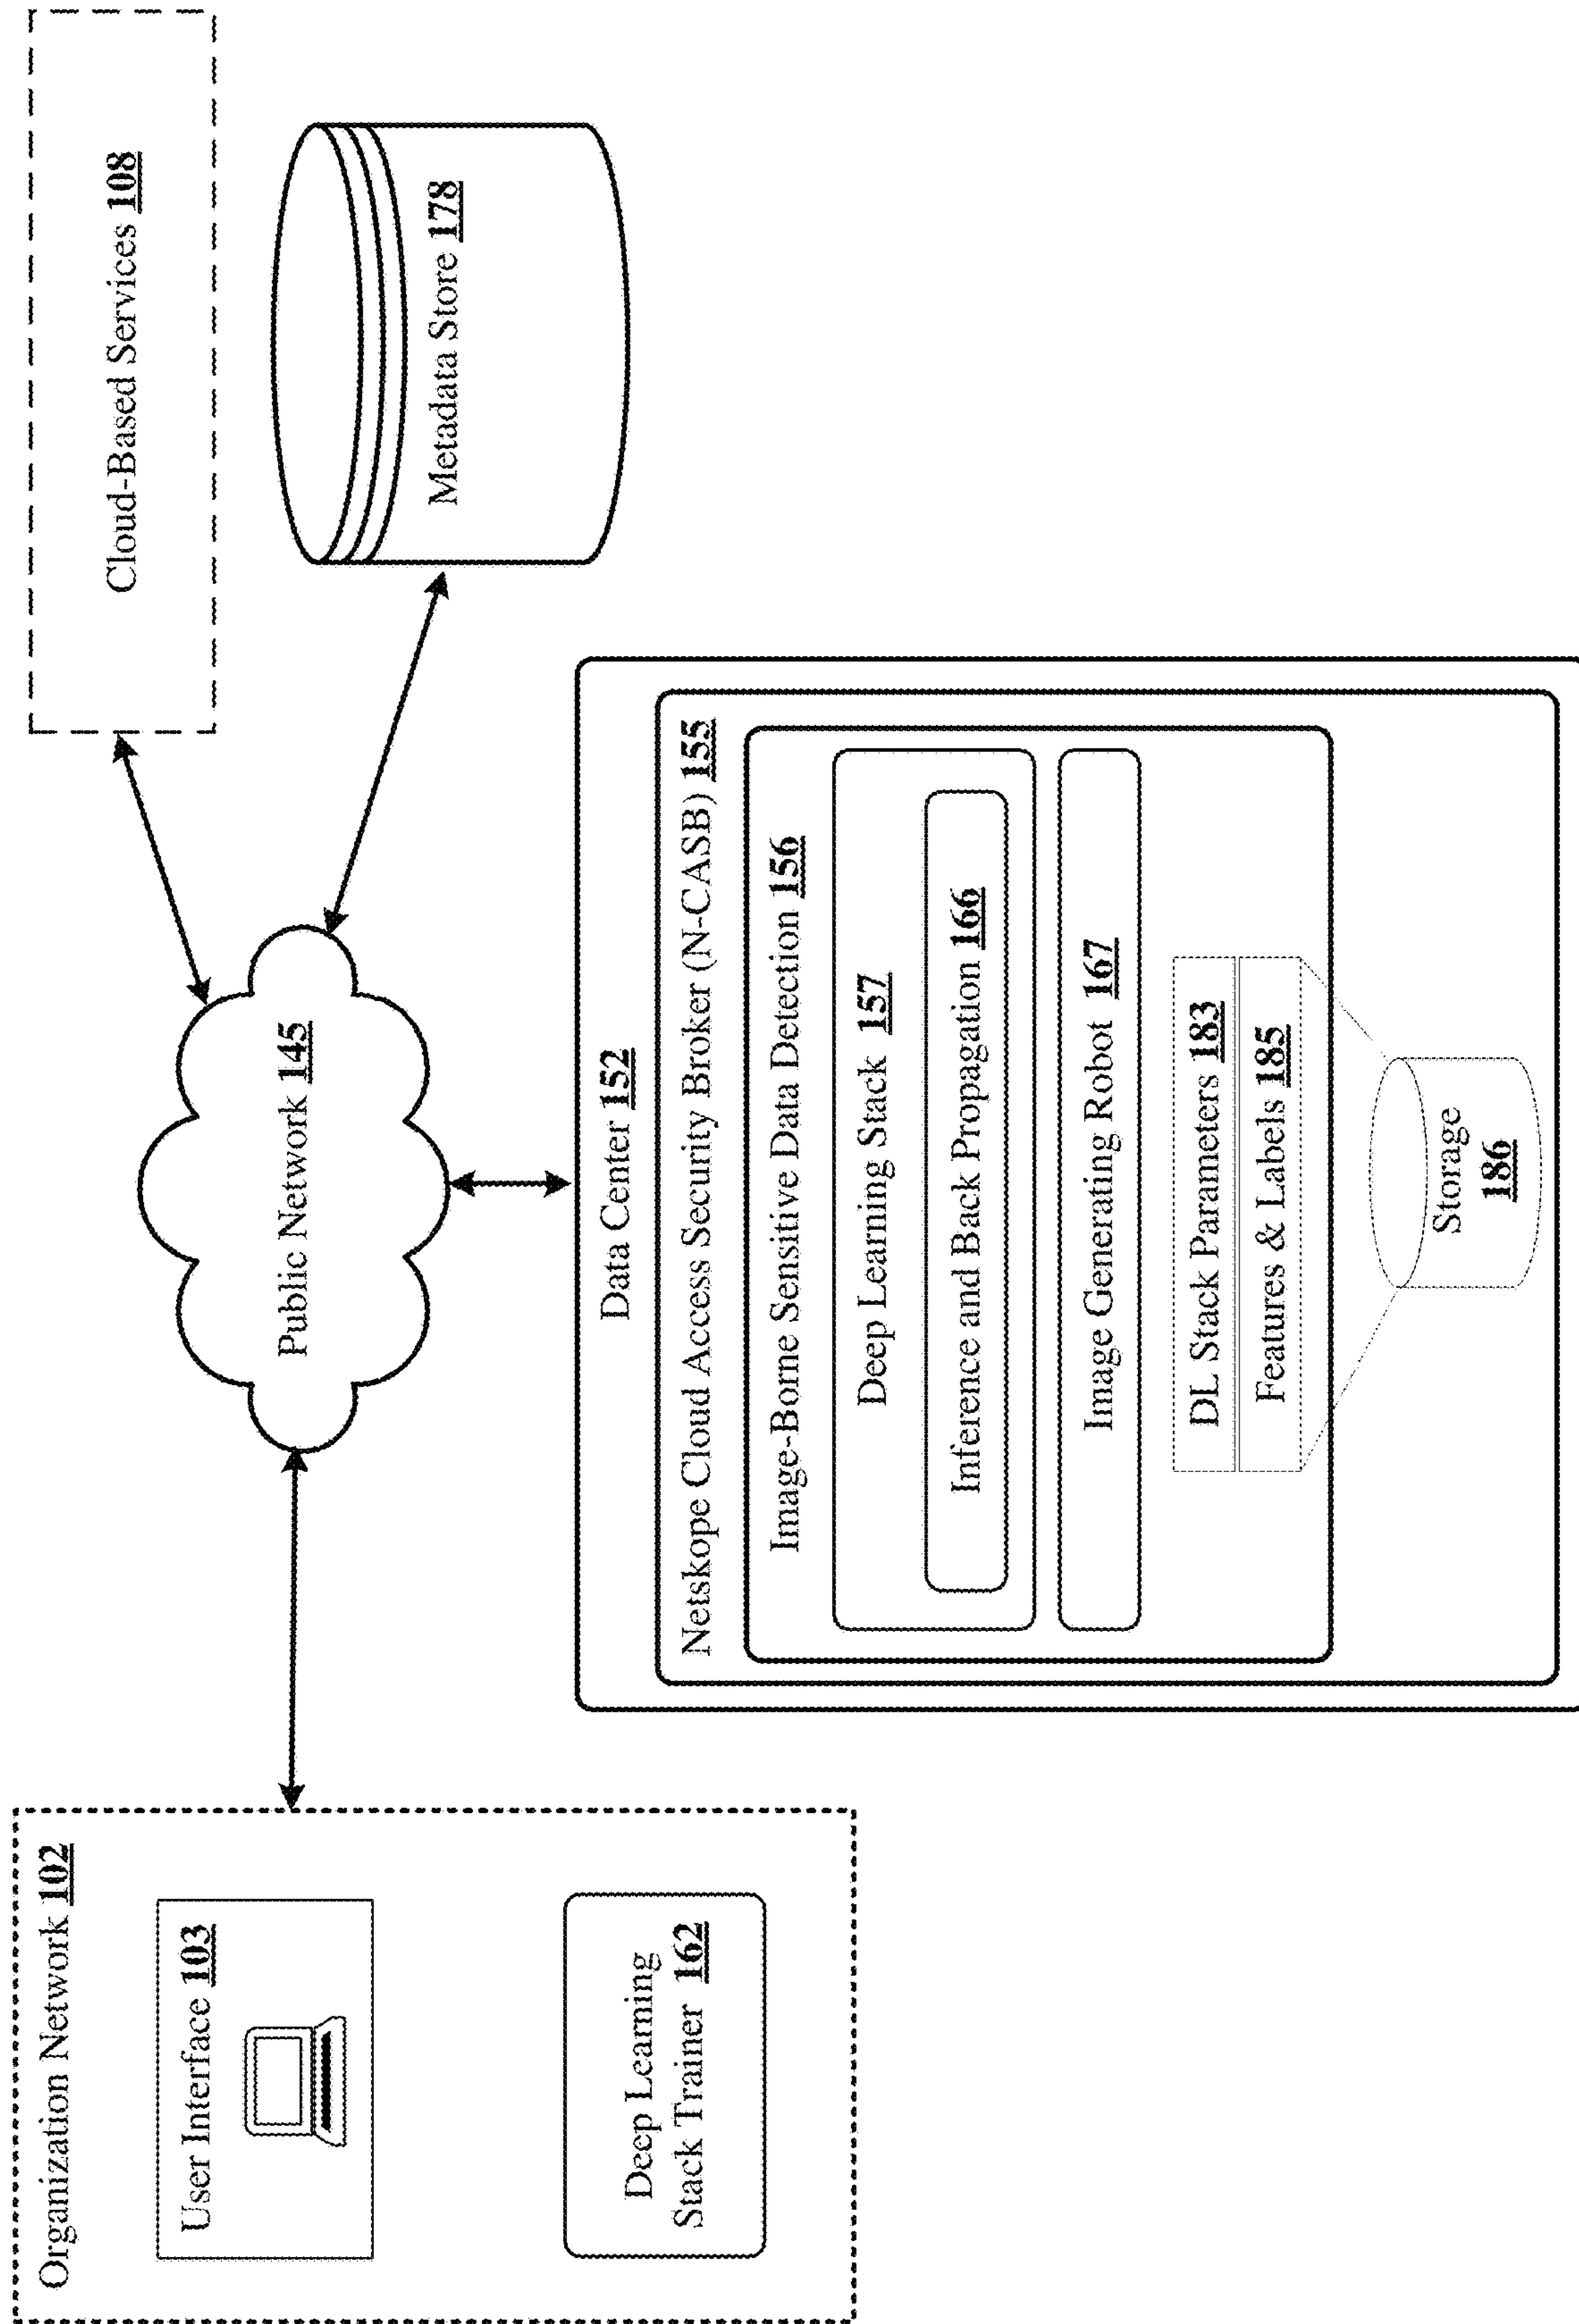 Organization Network 102
User Interface 103
Deep Learning
Stack Trainer 162
Public Network 145
Cloud-Based Services 108
Metadata Store 178
Data Center 152
Netskope Cloud Access Security Broker (N-CASB) 155
Image-Borne Sensitive Data Detection 156
Deep Learning Stack 157
Inference and Back Propagation 166
Image Generating Robot 167
DL Stack Parameters 183
Features & Labels 185
Storage
186